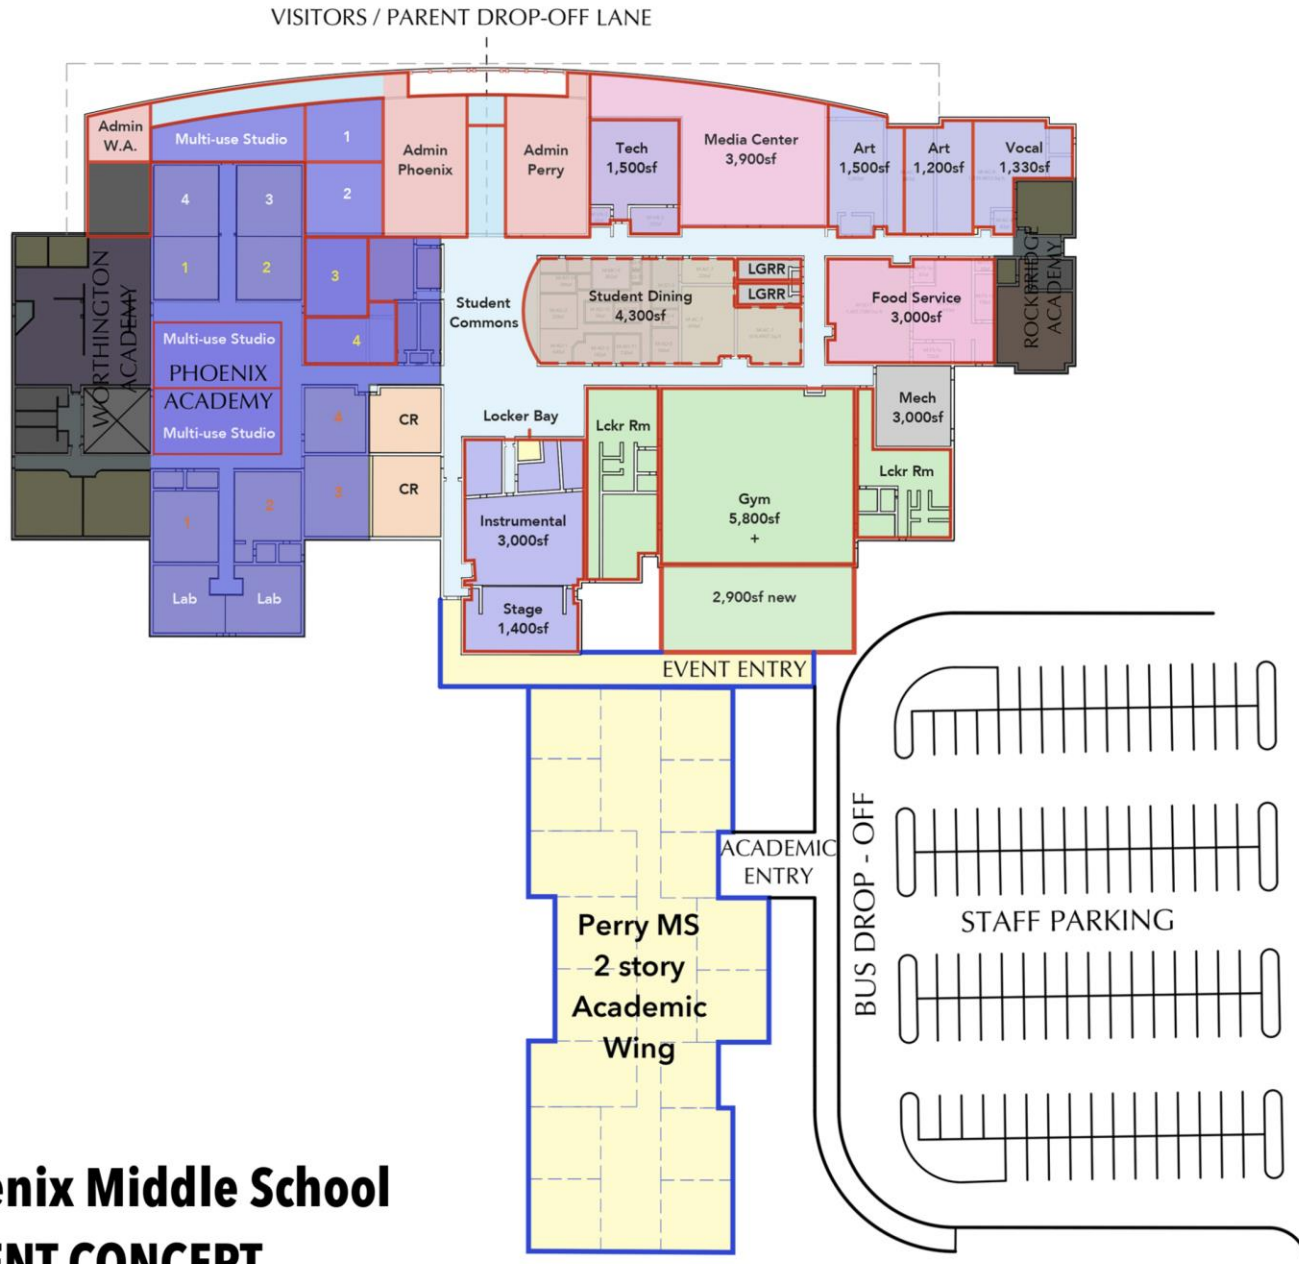 VISITORS / PARENT DROP-OFF LANE
Admin
W.A.
Multi-use Studio
1
Admin
Phoenix
Admin
Perry
Tech
1,500sf
Media Center
3,900sf
Art
1,500sf
Art
1,200sf
Vocal
1,330sf
4
3
2
1
2
3
4
WORTHINGTON
ACADEMY
Multi-use Studio
PHOENIX
ACADEMY
Multi-use Studio
Student
Commons
Student Dining
4,300sf
LGRR
LGRR
Food Service
3,000sf
ROCKBRIDGE
ACADEMY
4
CR
3
CR
1
2
Lab
Lab
Locker Bay
Instrumental
3,000sf
Stage
1,400sf
Lckr Rm
Gym
5,800sf
+
2,900sf new
Mech
3,000sf
Lckr Rm
EVENT ENTRY
ACADEMIC
ENTRY
BUS DROP - OFF
STAFF PARKING
Perry MS
2 story
Academic
Wing
enix Middle School
ENT CONCEPT